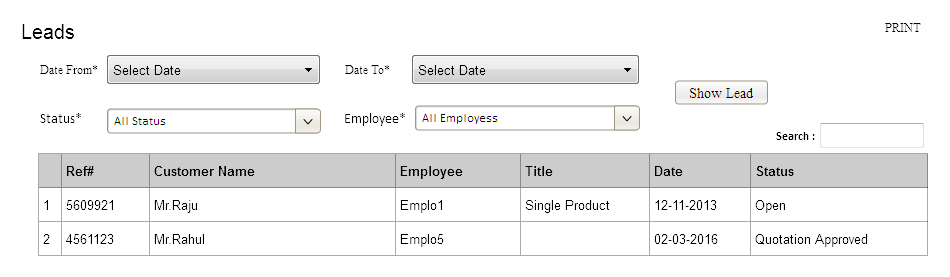 Leads
PRINT
Date From* Select Date Date To* Select Date
Show Lead
Status* All Status Employee* All Employess
Search :
Ref# Customer Name Employee Title Date Status
1 5609921 Mr.Raju Emplo1 Single Product 12-11-2013 Open
2 4561123 Mr.Rahul Emplo5 02-03-2016 Quotation Approved